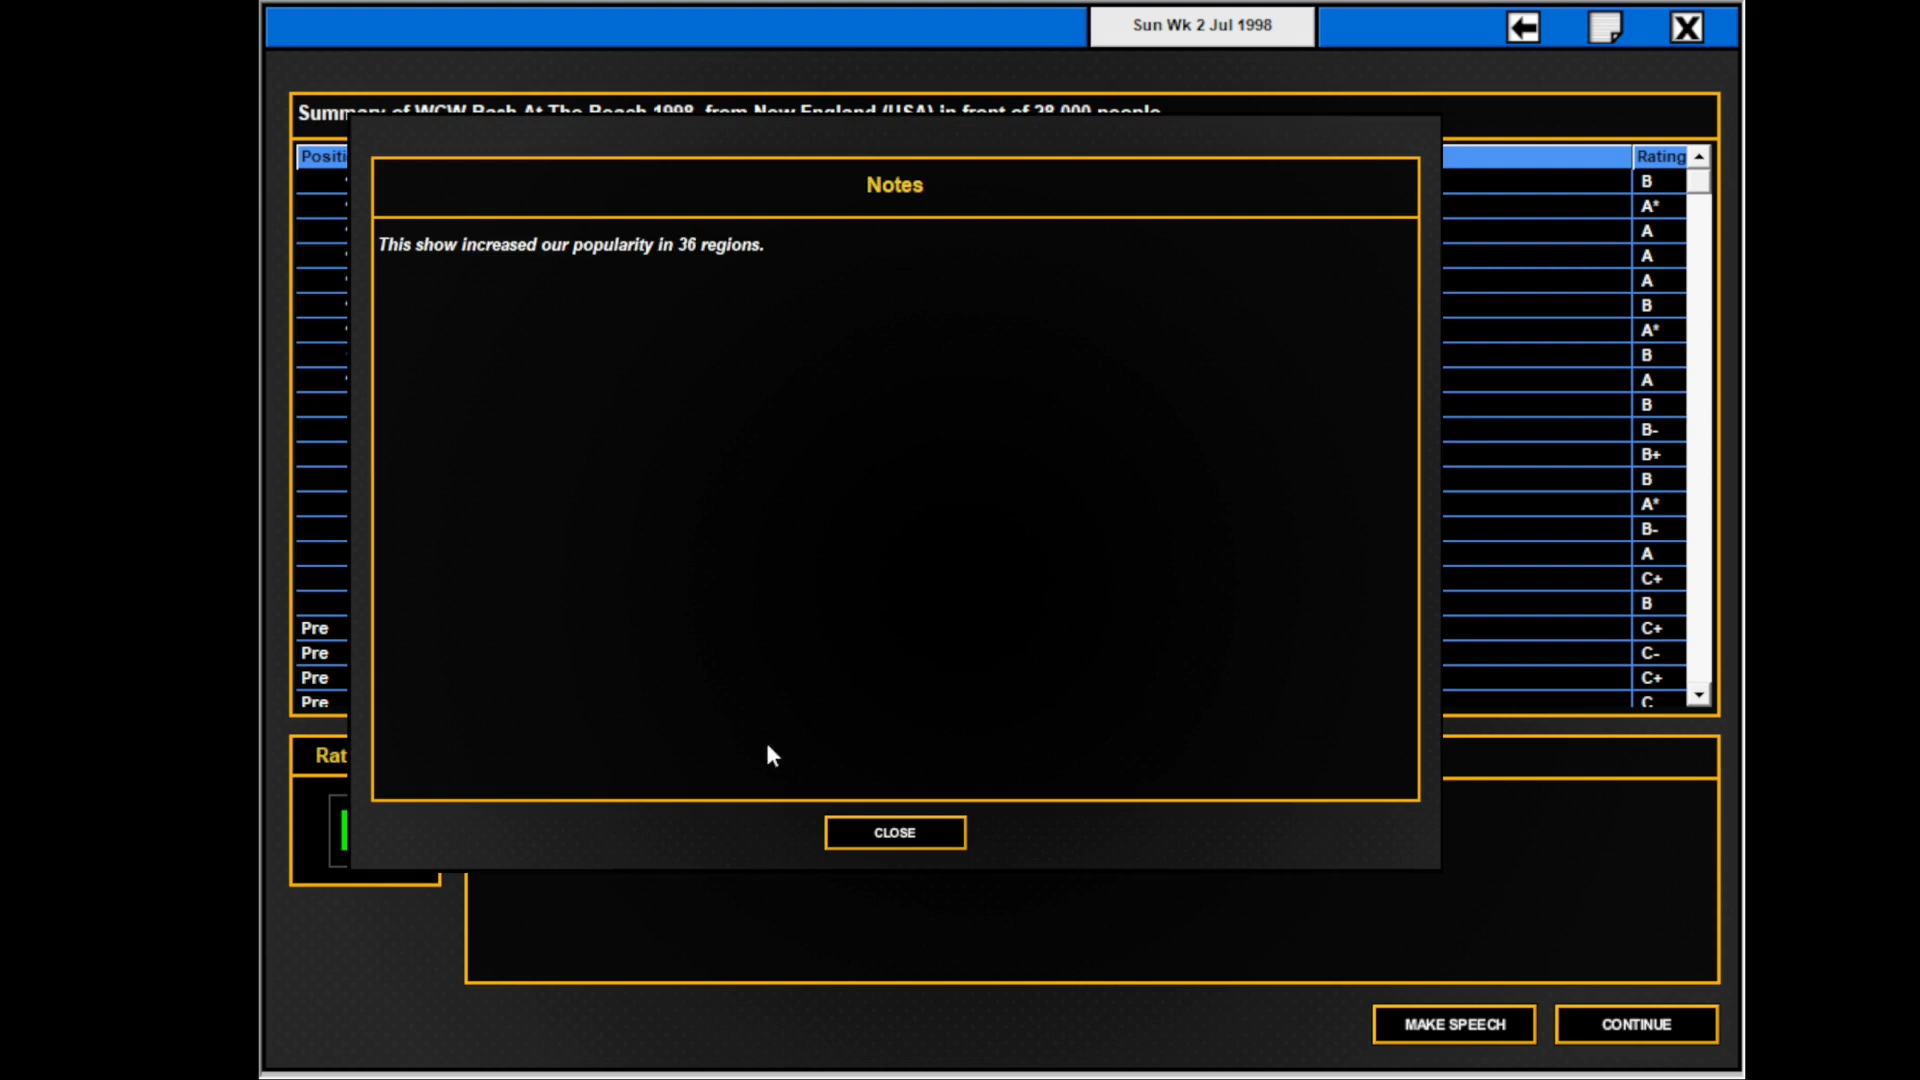 Sun Wk 2 Jul 1998
Summary of WCW Bash At The Beach 1998, from New England (USA) in front of 28,000 people
Positi
Rating
Notes
This show increased our popularity in 36 regions.
B
A*
A
A
A
B
A*
B
A
B
B-
B+
B
A*
B-
A
C+
B
Pre C+
Pre C-
Pre C+
Pre C
Rat
CLOSE
MAKE SPEECH
CONTINUE